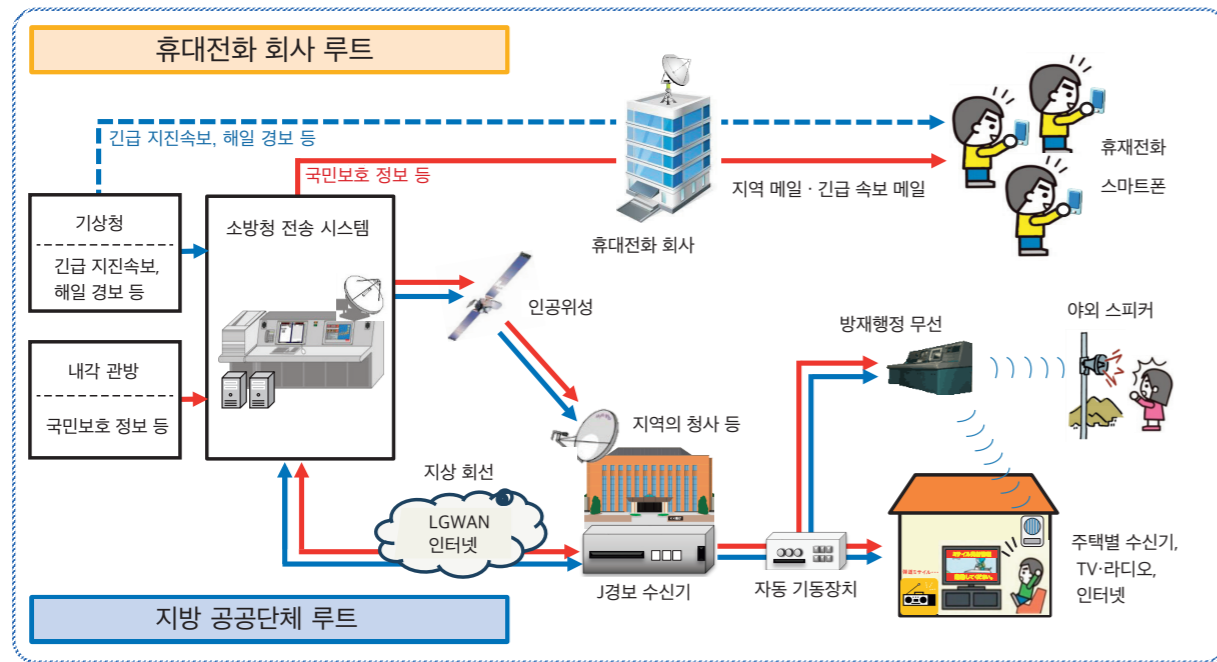 휴대전화 회사 루트
긴급 지진속보, 해일 경보 등
국민보호 정보 등
지역 메일 · 긴급 속보 메일
휴대전화 회사
휴재전화
스마트폰
기상청
긴급 지진속보,
해일 경보 등
소방청 전송 시스템
인공위성
내각 관방
국민보호 정보 등
방재행정 무선
야외 스피커
지역의 청사 등
지상 회선
LGWAN
인터넷
J경보 수신기
자동 기동장치
주택별 수신기,
TV·라디오,
인터넷
지방 공공단체 루트